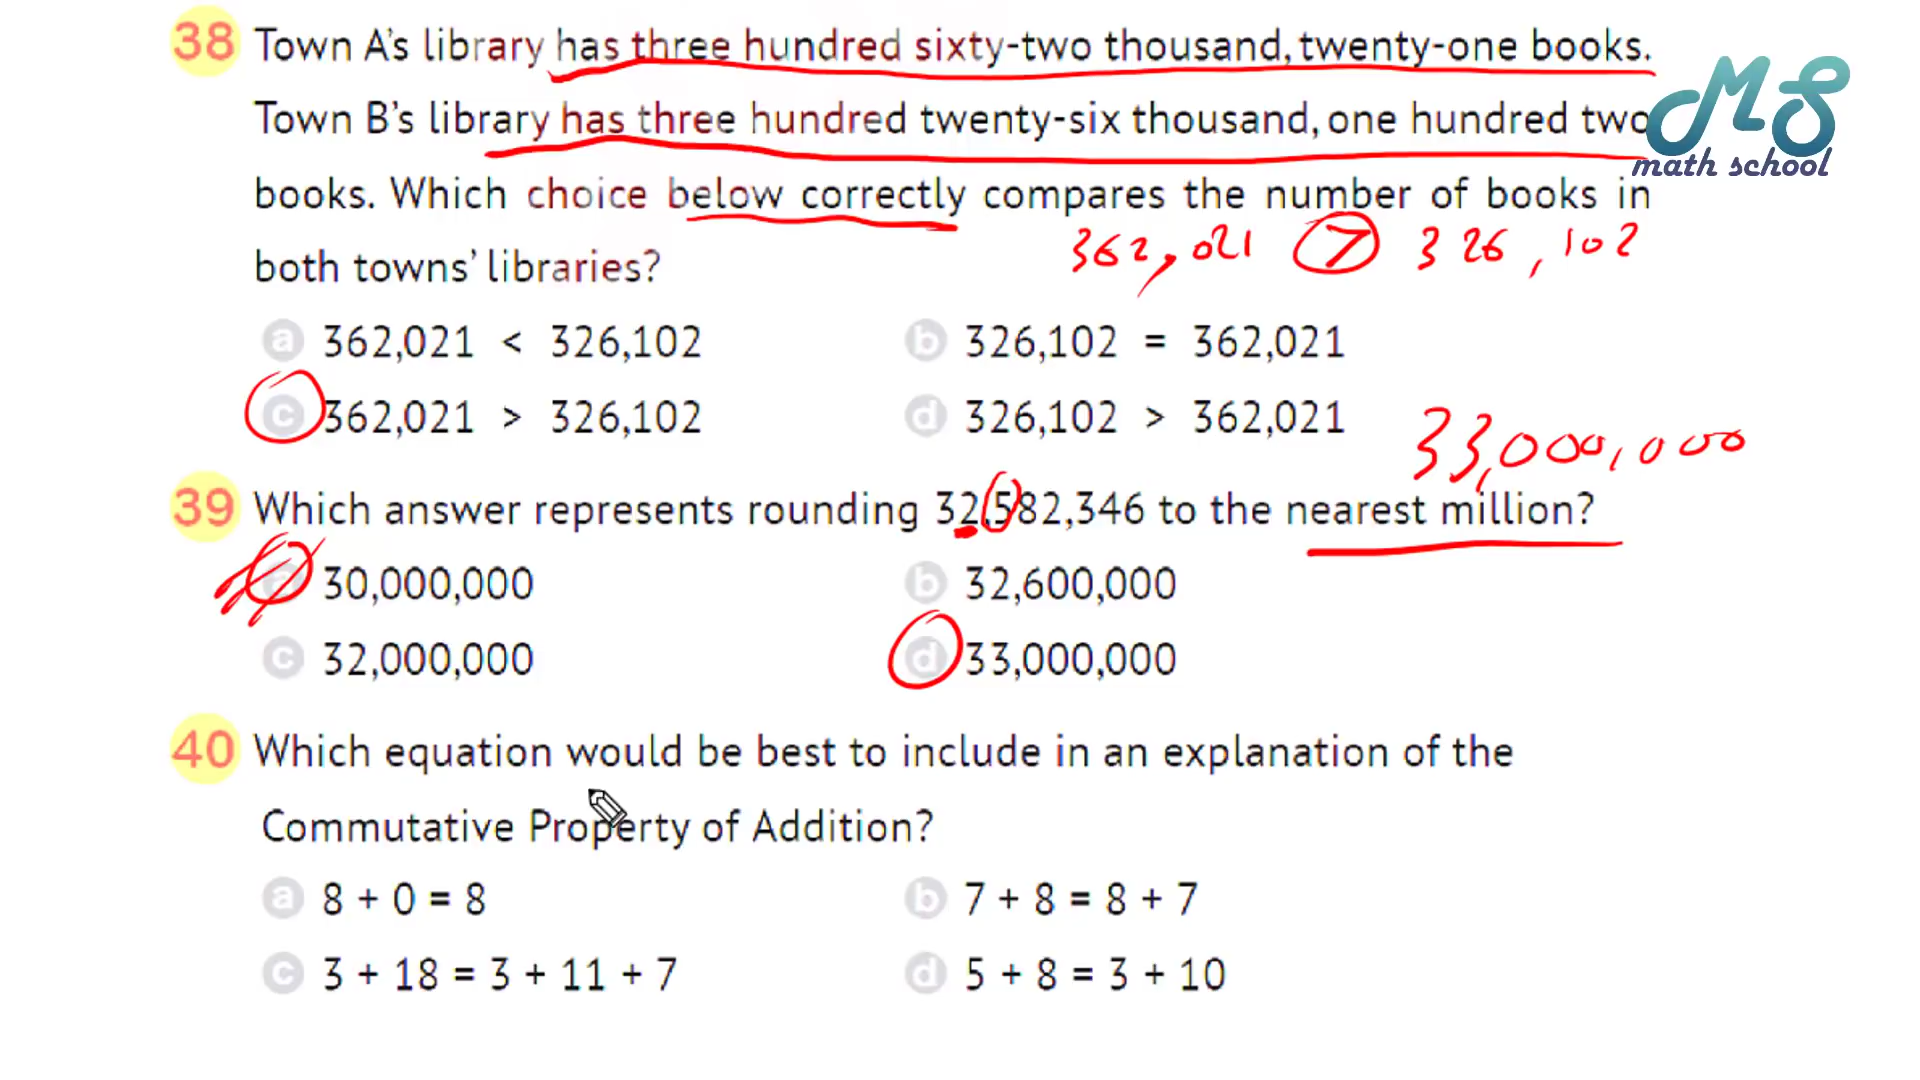 38 Town A's library has three hundred sixty-two thousand, twenty-one books.
Town B's library has three hundred twenty-six thousand, one hundred two
MS
math school
books. Which choice below correctly compares the number of books in
both towns' libraries?
362,021 > 326,102
a 362,021 < 326,102
b 326,102 = 362,021
c 362,021 > 326,102
d 326,102 > 362,021
33,000,000
39 Which answer represents rounding 32,582,346 to the nearest million?
a 30,000,000
b 32,600,000
c 32,000,000
d 33,000,000
40 Which equation would be best to include in an explanation of the
Commutative Property of Addition?
a 8 + 0 = 8
b 7 + 8 = 8 + 7
c 3 + 18 = 3 + 11 + 7
d 5 + 8 = 3 + 10